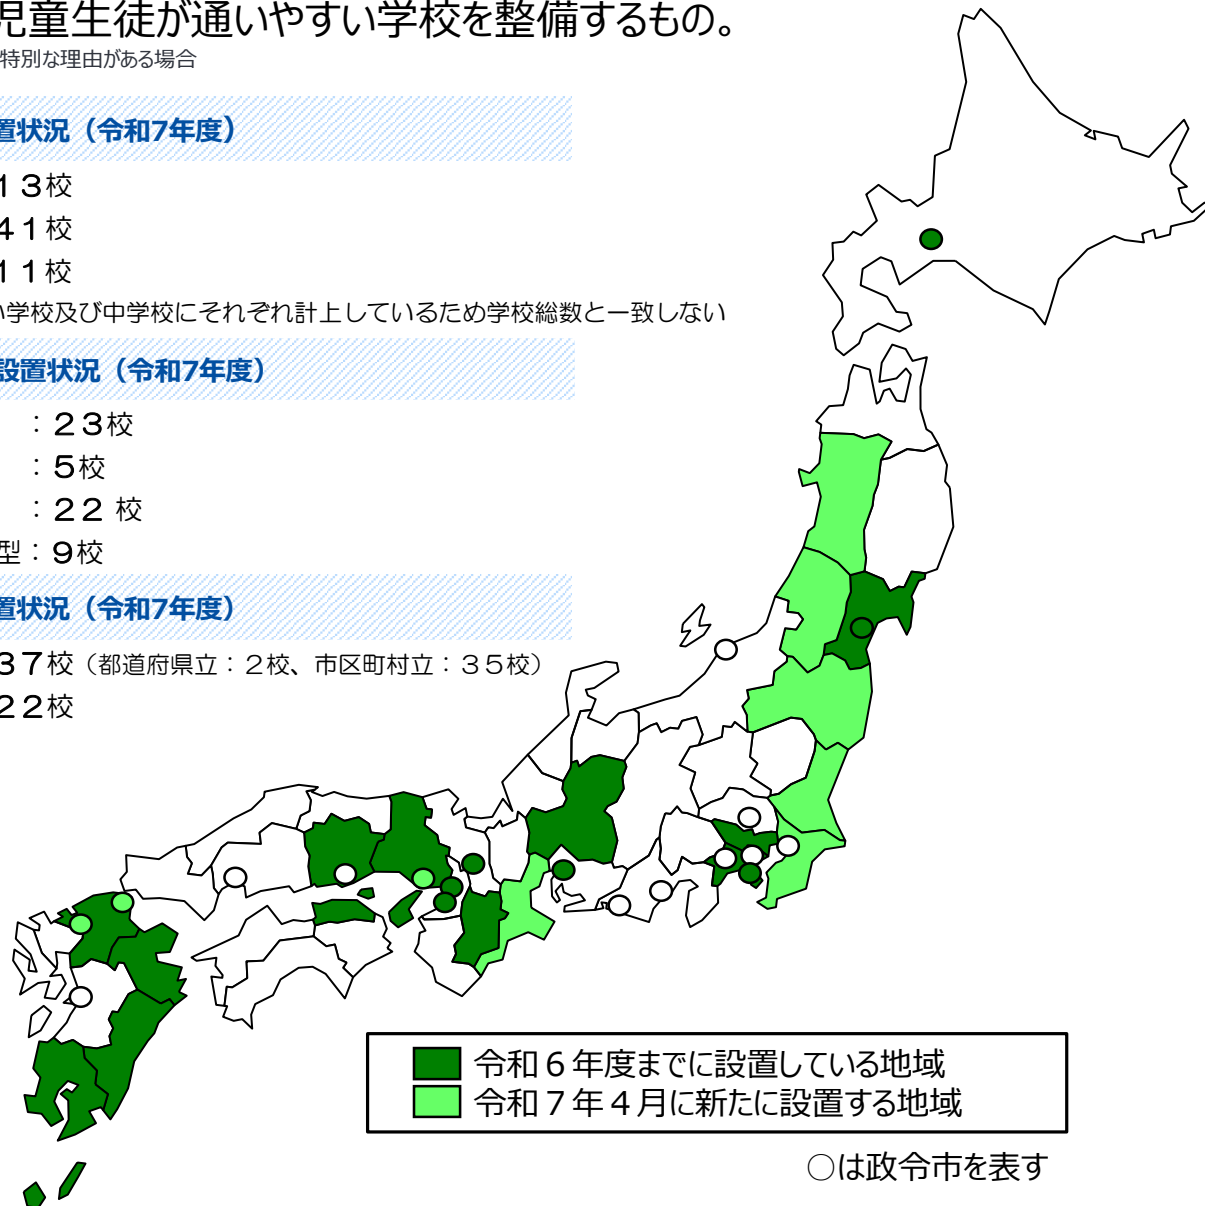 児童生徒が通いやすい学校を整備するもの。
特別な理由がある場合
置状況（令和7年度）
１３校
４１校
１１校
い学校及び中学校にそれぞれ計上しているため学校総数と一致しない
設置状況（令和7年度）
：２３校
：５校
：２２ 校
型：９校
置状況（令和7年度）
３７校（都道府県立：２校、市区町村立：３５校）
２２校
令和６年度までに設置している地域
令和７年４月に新たに設置する地域
○は政令市を表す